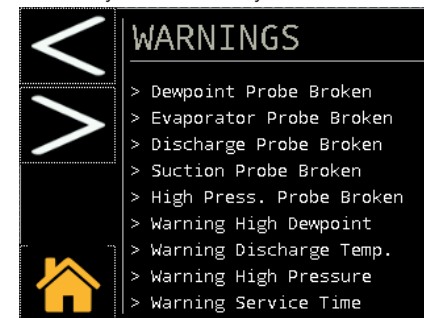 WARNINGS
> Dewpoint Probe Broken
> Evaporator Probe Broken
> Discharge Probe Broken
> Suction Probe Broken
> High Press. Probe Broken
> Warning High Dewpoint
> Warning Discharge Temp.
> Warning High Pressure
> Warning Service Time